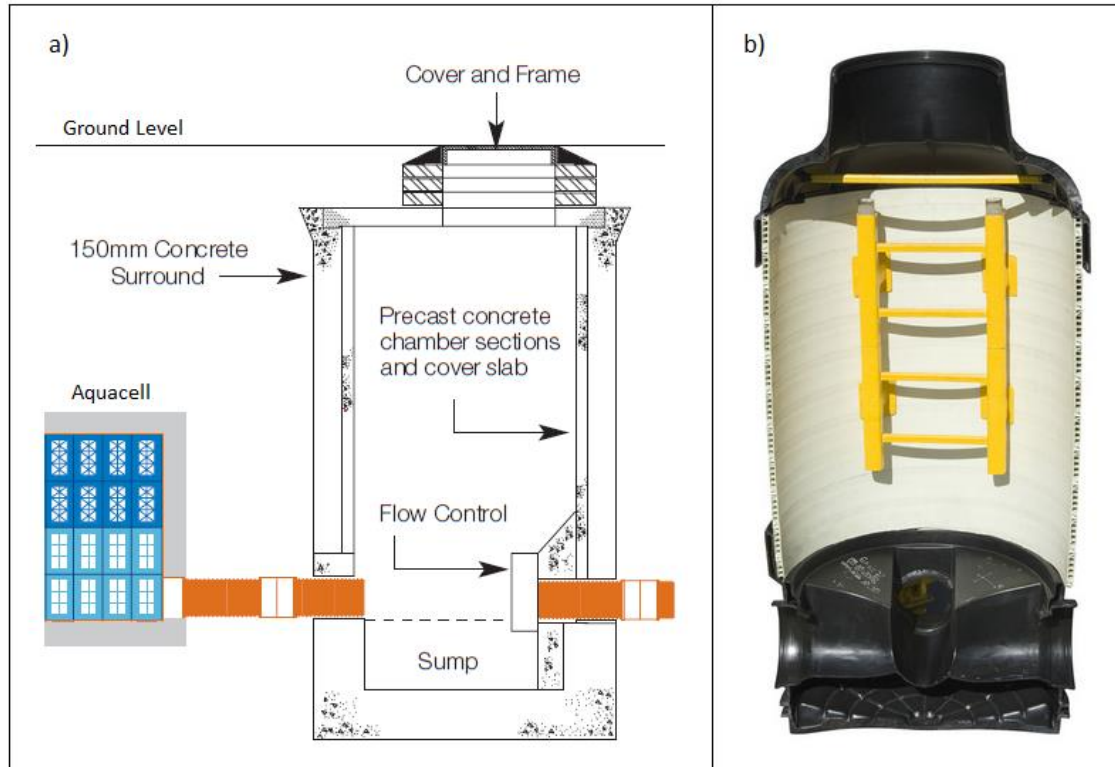 a)
Cover and Frame
Ground Level
150mm Concrete
Surround
Precast concrete
chamber sections
and cover slab
Aquacell
Flow Control
Sump
b)